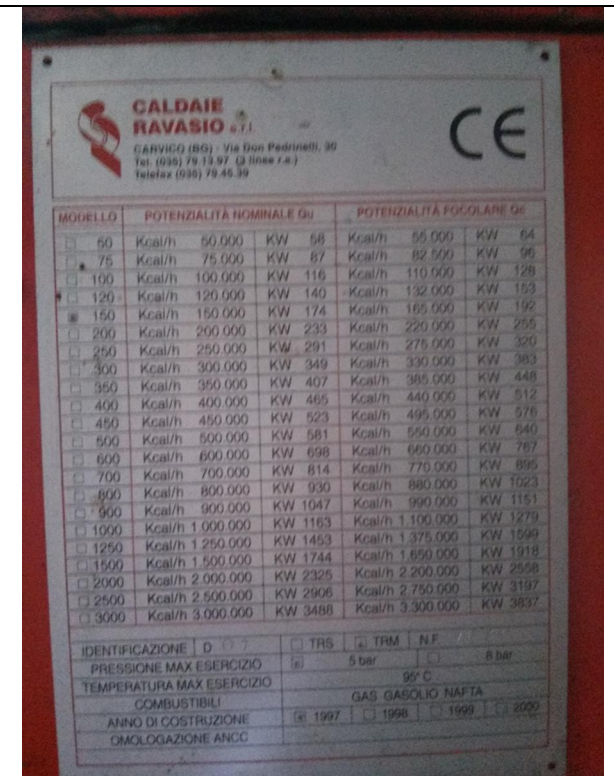 CALDAIE
RAVASIO s.r.l.
CARVICO (BG) - Via Don Pedrinelli, 30
Tel. (035) 79.13.97 (3 linee r.a.)
Telefax (035) 79.45.39
CE
MODELLO POTENZIALITÀ NOMINALE Qu POTENZIALITÀ FOCOLARE Qc
50 Kcal/h 50.000 KW 58 Kcal/h 55.000 KW 64
75 Kcal/h 75.000 KW 87 Kcal/h 82.500 KW 96
100 Kcal/h 100.000 KW 116 Kcal/h 110.000 KW 128
120 Kcal/h 120.000 KW 140 Kcal/h 132.000 KW 153
150 Kcal/h 150.000 KW 174 Kcal/h 165.000 KW 192
200 Kcal/h 200.000 KW 233 Kcal/h 220.000 KW 255
250 Kcal/h 250.000 KW 291 Kcal/h 275.000 KW 320
300 Kcal/h 300.000 KW 349 Kcal/h 330.000 KW 383
350 Kcal/h 350.000 KW 407 Kcal/h 385.000 KW 448
400 Kcal/h 400.000 KW 465 Kcal/h 440.000 KW 512
450 Kcal/h 450.000 KW 523 Kcal/h 495.000 KW 576
500 Kcal/h 500.000 KW 581 Kcal/h 550.000 KW 640
600 Kcal/h 600.000 KW 698 Kcal/h 660.000 KW 767
700 Kcal/h 700.000 KW 814 Kcal/h 770.000 KW 895
800 Kcal/h 800.000 KW 930 Kcal/h 880.000 KW 1023
900 Kcal/h 900.000 KW 1047 Kcal/h 990.000 KW 1151
1000 Kcal/h 1.000.000 KW 1163 Kcal/h 1.100.000 KW 1279
1250 Kcal/h 1.250.000 KW 1453 Kcal/h 1.375.000 KW 1599
1500 Kcal/h 1.500.000 KW 1744 Kcal/h 1.650.000 KW 1918
2000 Kcal/h 2.000.000 KW 2325 Kcal/h 2.200.000 KW 2558
2500 Kcal/h 2.500.000 KW 2906 Kcal/h 2.750.000 KW 3197
3000 Kcal/h 3.000.000 KW 3488 Kcal/h 3.300.000 KW 3837
IDENTIFICAZIONE D TRS TRM N.F.
PRESSIONE MAX ESERCIZIO 5 bar 8 bar
TEMPERATURA MAX ESERCIZIO 95° C
COMBUSTIBILI GAS GASOLIO NAFTA
ANNO DI COSTRUZIONE 1997 1998 1999 2000
OMOLOGAZIONE ANCC